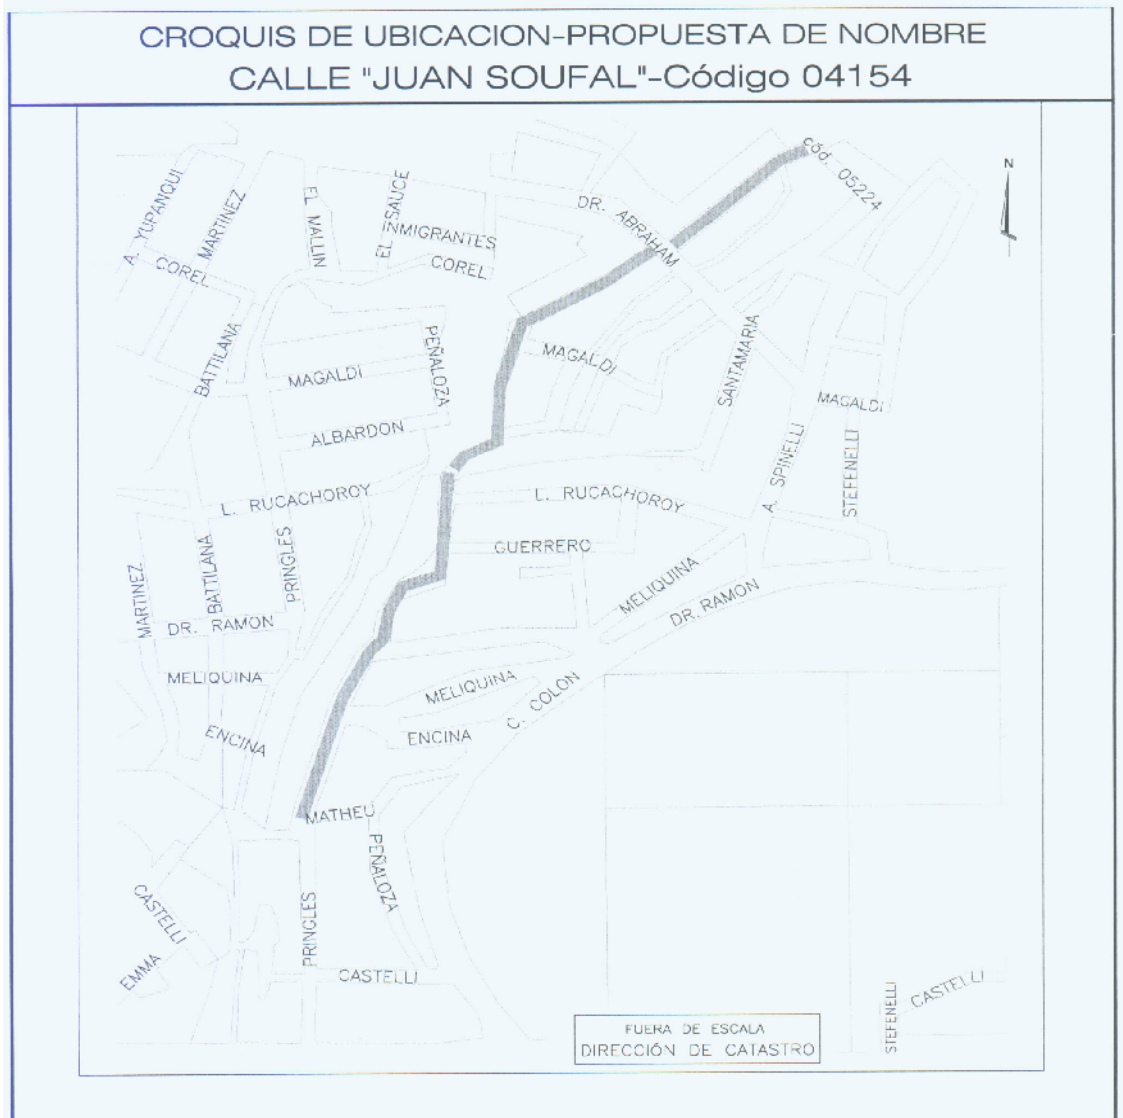 CROQUIS DE UBICACION-PROPUESTA DE NOMBRE
CALLE "JUAN SOUFAL"-Código 04154
cód. 05224
N
A. YUPANQUI
MARTINEZ
EL MALLIN
EL SAUCE
INMIGRANTES
COREL
COREL
DR. ABRAHAM
BATTILANA
PEÑALOZA
MAGALDI
MAGALDI
SANTAMARIA
MAGALDI
ALBARDON
A. SPINELLI
STEFENELLI
L. RUCACHOROY
L. RUCACHOROY
GUERRERO
MARTINEZ
BATTILANA
PRINGLES
MELIQUINA
DR. RAMON
DR. RAMON
MELIQUINA
MELIQUINA
C. COLON
ENCINA
ENCINA
MATHEU
PEÑALOZA
CASTELLI
PRINGLES
EMMA
CASTELLI
STEFENELLI
CASTELLI
FUERA DE ESCALA
DIRECCIÓN DE CATASTRO